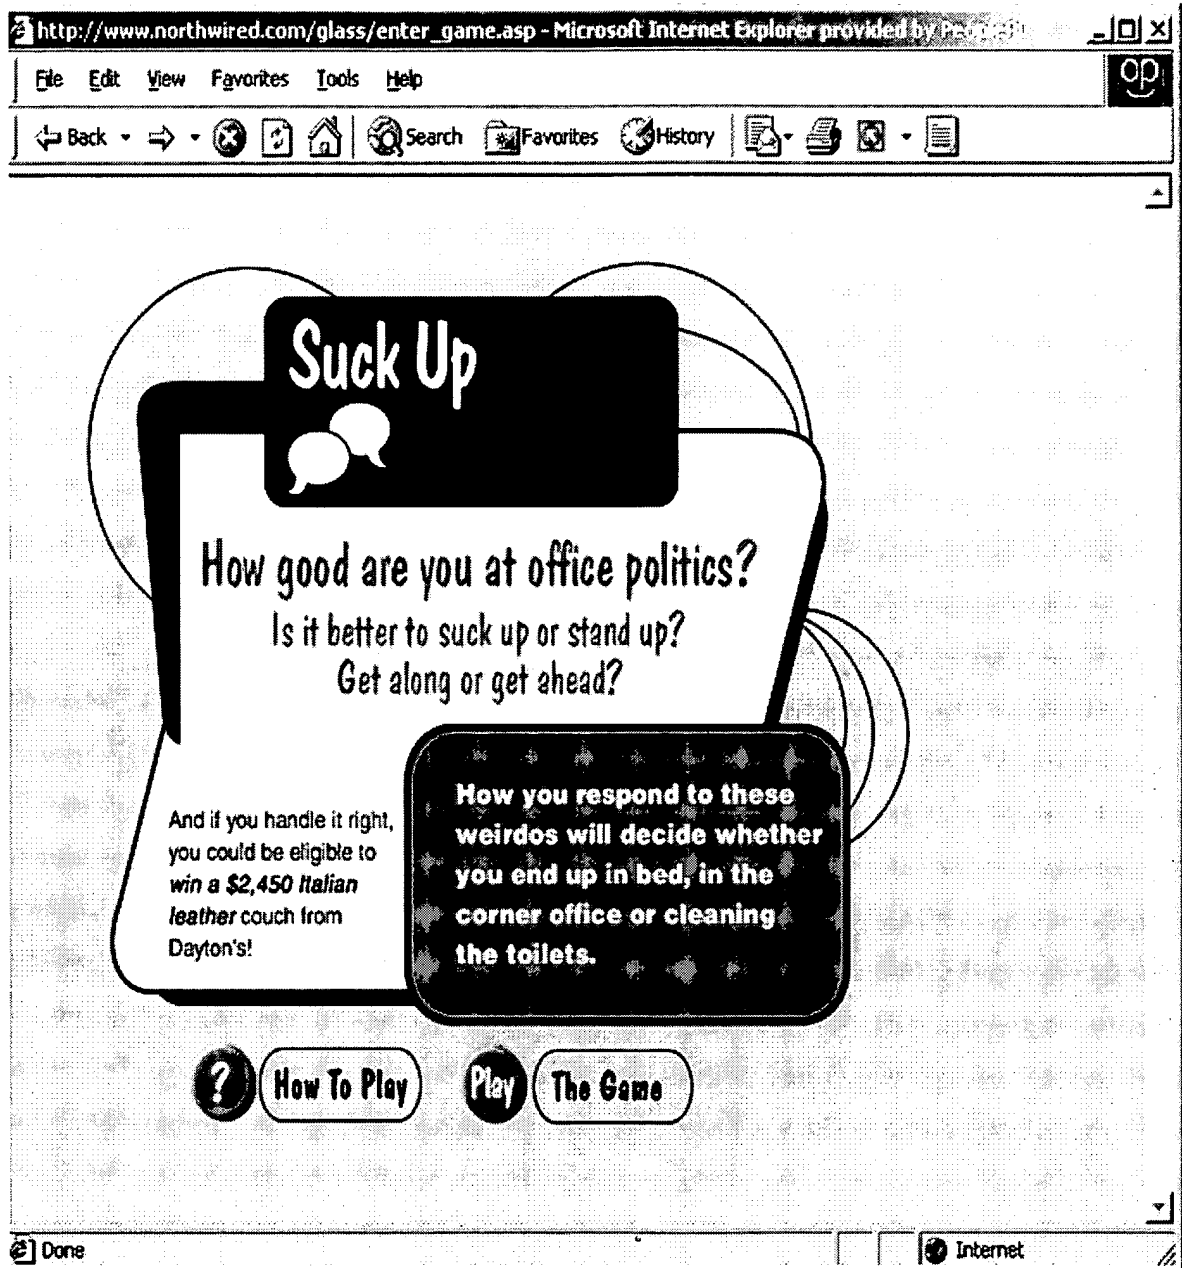 http://www.northwired.com/glass/enter_game.asp - Microsoft Internet Explorer provided by
File Edit View Favorites Tools Help
Back Search Favorites History
Suck Up
How good are you at office politics?
Is it better to suck up or stand up?
Get along or get ahead?
And if you handle it right,
you could be eligible to
win a $2,450 Italian
leather couch from
Dayton's!
How you respond to these
weirdos will decide whether
you end up in bed, in the
corner office or cleaning
the toilets.
? How To Play Play The Game
Done Internet